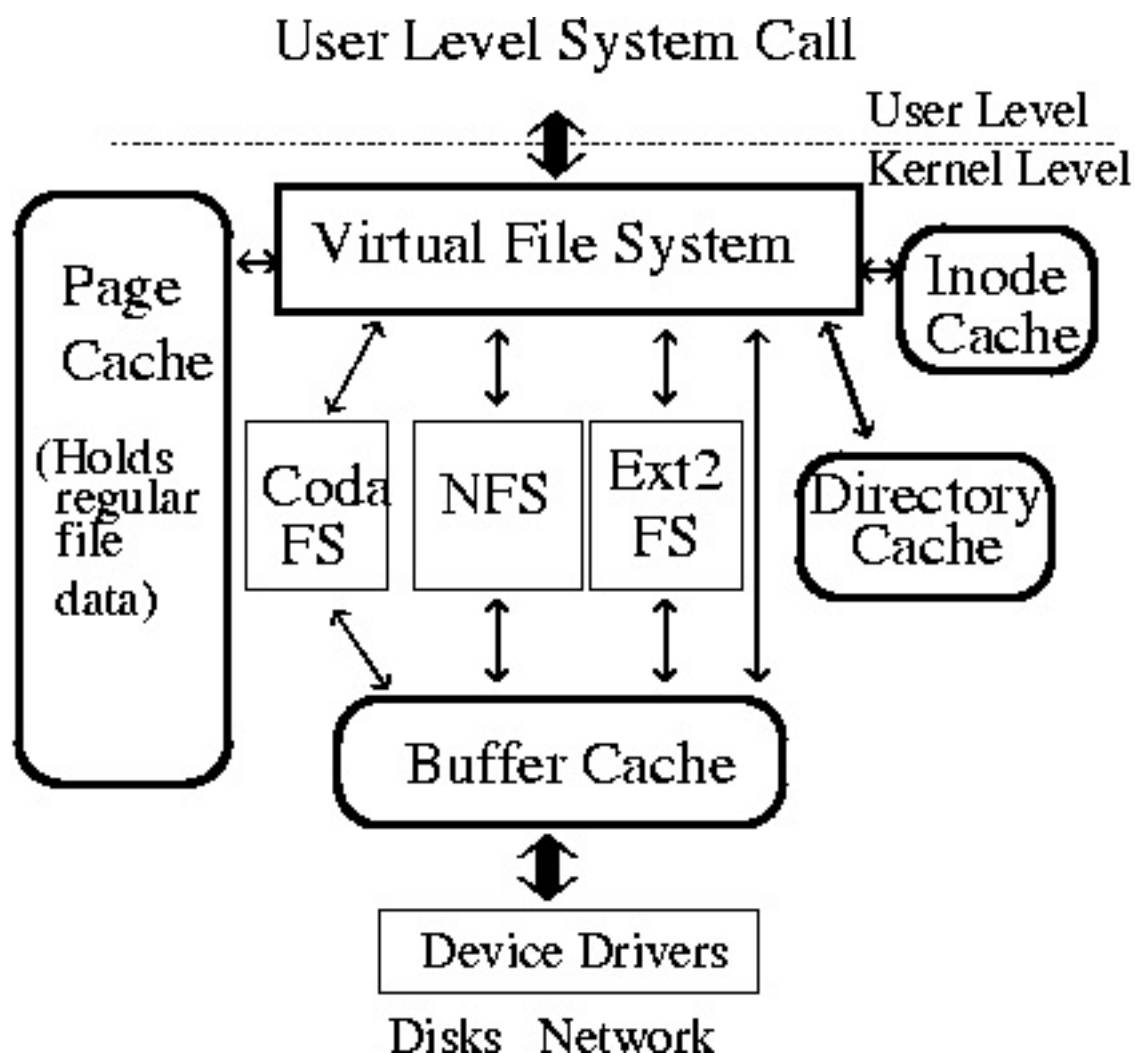 User Level System Call
User Level
Kernel Level
Virtual File System
Page
Cache
(Holds
regular
file
data)
Inode
Cache
Coda
FS
NFS
Ext2
FS
Directory
Cache
Buffer Cache
Device Drivers
Disks Network